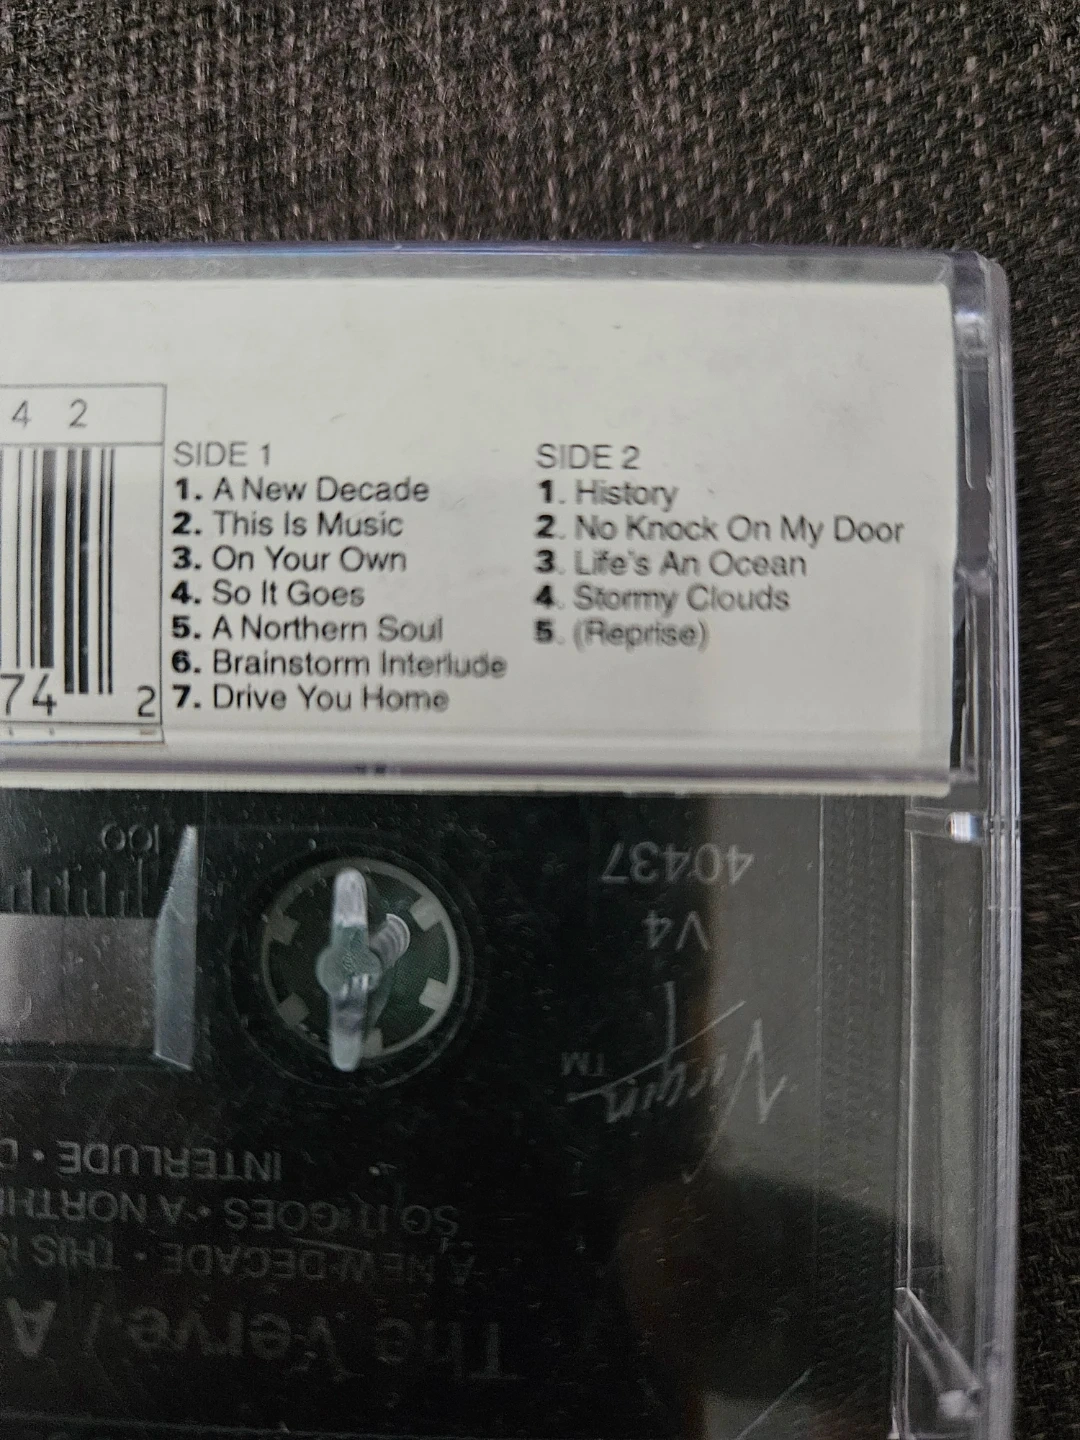 4 2
74 2
SIDE 1
1. A New Decade
2. This Is Music
3. On Your Own
4. So It Goes
5. A Northern Soul
6. Brainstorm Interlude
7. Drive You Home
SIDE 2
1. History
2. No Knock On My Door
3. Life's An Ocean
4. Stormy Clouds
5. (Reprise)
100
40437
V4
Virgin
TM
The Verve / A
A NEW DECADE • THIS IS
SO IT GOES • A NORTH
INTERLUDE • D